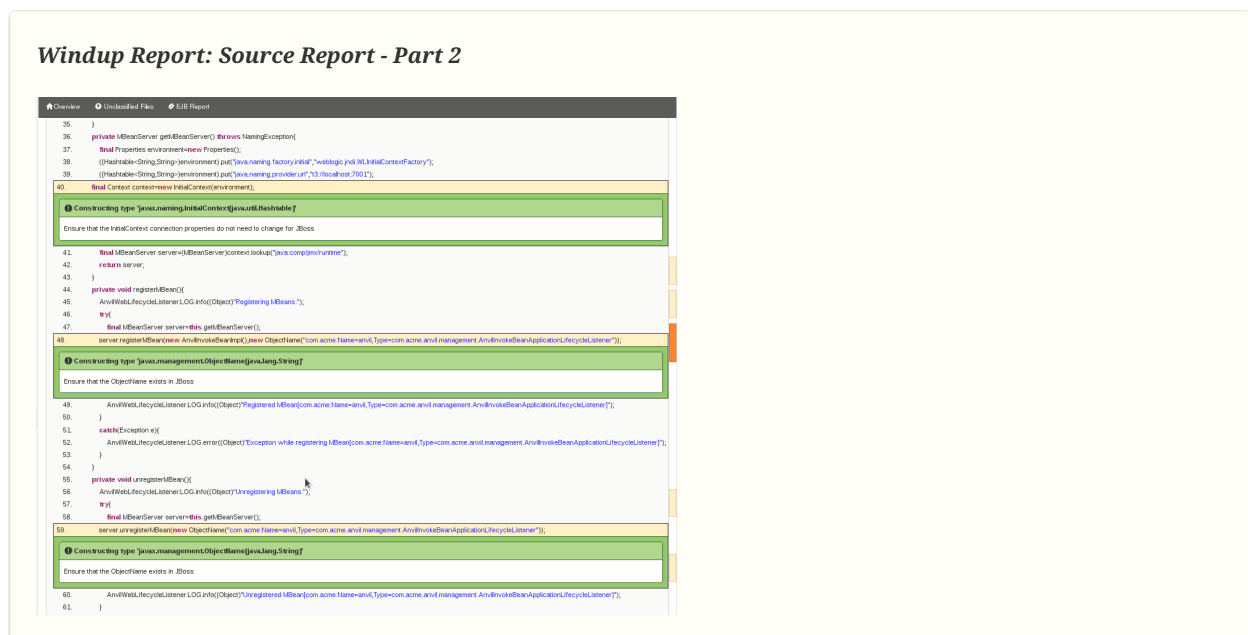 Windup Report: Source Report - Part 2
Overview Unclassified Files EJB Report
35. }
36. private MBeanServer getMBeanServer() throws NamingException{
37. final Properties environment=new Properties();
38. ((Hashtable<String,String>)environment).put("java.naming.factory.initial","weblogic.jndi.WLInitialContextFactory");
39. ((Hashtable<String,String>)environment).put("java.naming.provider.url","t3://localhost:7001");
40. final Context context=new InitialContext(environment);
Constructing type 'javax.naming.InitialContext(java.util.Hashtable)'
Ensure that the InitialContext connection properties do not need to change for JBoss
41. final MBeanServer server=(MBeanServer)context.lookup("java:comp/jmx/runtime");
42. return server;
43. }
44. private void registerMBean(){
45. AnvilWebLifecycleListener.LOG.info((Object)"Registering MBeans.");
46. try{
47. final MBeanServer server=this.getMBeanServer();
48. server.registerMBean(new AnvilInvokeBeanImpl(),new ObjectName("com.acme:Name=anvil,Type=com.acme.anvil.management.AnvilInvokeBeanApplicationLifecycleListener"));
Constructing type 'javax.management.ObjectName(java.lang.String)'
Ensure that the ObjectName exists in JBoss
49. AnvilWebLifecycleListener.LOG.info((Object)"Registered MBean[com.acme:Name=anvil,Type=com.acme.anvil.management.AnvilInvokeBeanApplicationLifecycleListener]");
50. }
51. catch(Exception e){
52. AnvilWebLifecycleListener.LOG.error((Object)"Exception while registering MBean[com.acme:Name=anvil,Type=com.acme.anvil.management.AnvilInvokeBeanApplicationLifecycleListener]");
53. }
54. }
55. private void unregisterMBean(){
56. AnvilWebLifecycleListener.LOG.info((Object)"Unregistering MBeans.");
57. try{
58. final MBeanServer server=this.getMBeanServer();
59. server.unregisterMBean(new ObjectName("com.acme:Name=anvil,Type=com.acme.anvil.management.AnvilInvokeBeanApplicationLifecycleListener"));
Constructing type 'javax.management.ObjectName(java.lang.String)'
Ensure that the ObjectName exists in JBoss
60. AnvilWebLifecycleListener.LOG.info((Object)"Unregistered MBean[com.acme:Name=anvil,Type=com.acme.anvil.management.AnvilInvokeBeanApplicationLifecycleListener]");
61. }